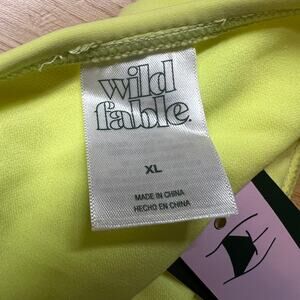 wild
fable.
XL
MADE IN CHINA
HECHO EN CHINA